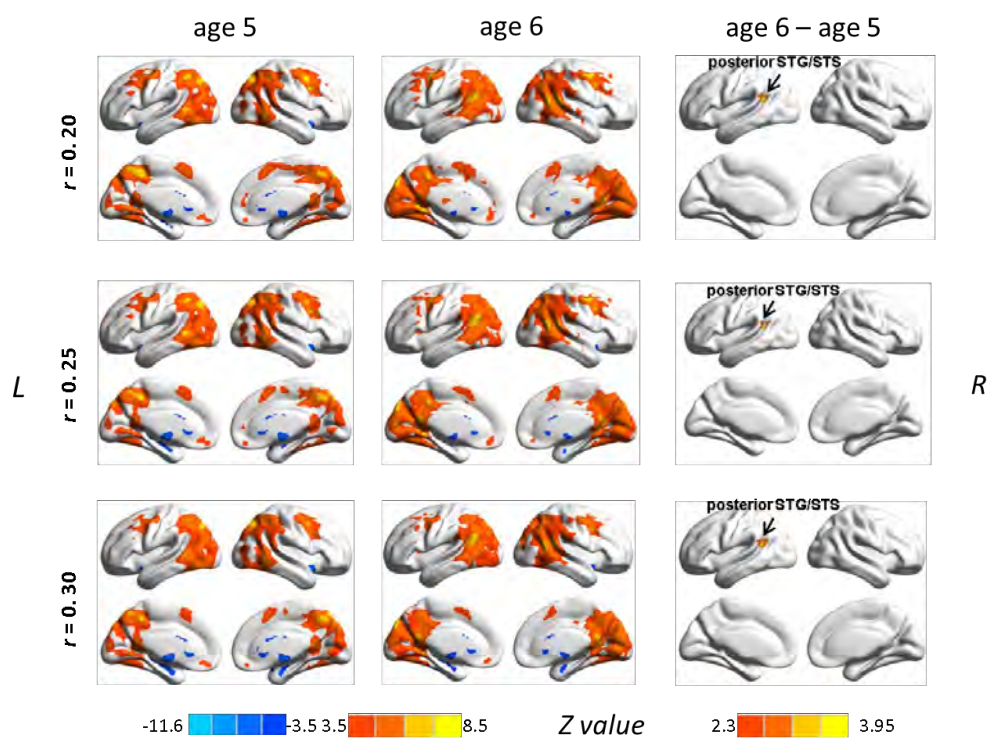 age 5 age 6 age 6 – age 5
posterior STG/STS
r = 0. 20
posterior STG/STS
L
r = 0. 25
R
posterior STG/STS
r = 0. 30
-11.6 -3.5 3.5 8.5 Z value 2.3 3.95